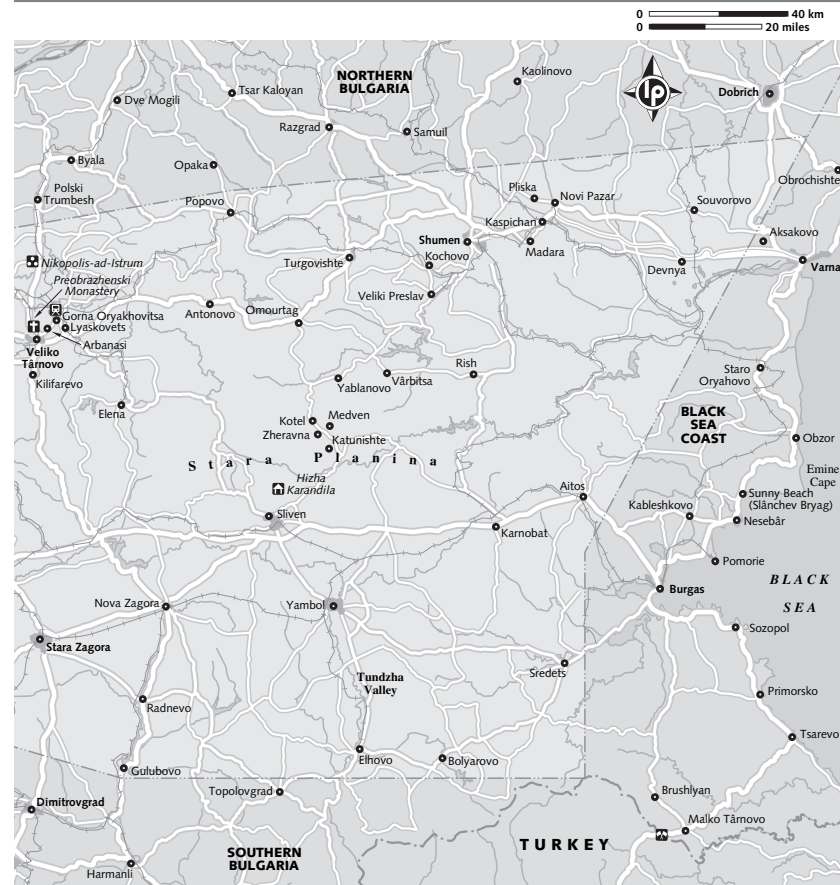 0 40 km
0 20 miles
NORTHERN
BULGARIA
Kaolinovo
lp
Dobrich
Dve Mogili
Tsar Kaloyan
Razgrad
Samuil
Byala
Opaka
Obrochishte
Polski
Trumbesh
Popovo
Pliska
Novi Pazar
Souvorovo
Kaspichan
Shumen
Madara
Aksakovo
Nikopolis-ad-Istrum
Turgovishte
Kochovo
Devnya
Varna
Preobrazhenski
Monastery
Veliki Preslav
Gorna Oryakhovitsa
Lyaskovets
Antonovo
Omourtag
Arbanasi
Veliko
Târnovo
Kilifarevo
Rish
Staro
Oryahovo
Yablanovo
Vârbitsa
Elena
Kotel
Medven
Zheravna
Katunishte
BLACK
SEA
COAST
Obzor
Stara Planina
Emine
Cape
Hizha
Karandila
Aitos
Sunny Beach
(Slânchev Bryag)
Kableshkovo
Nesebâr
Sliven
Karnobat
Pomorie
BLACK
SEA
Burgas
Nova Zagora
Yambol
Sozopol
Stara Zagora
Sredets
Tundzha
Valley
Primorsko
Radnevo
Tsarevo
Elhovo
Bolyarovo
Gulubovo
Topolovgrad
Brushlyan
Dimitrovgrad
Malko Târnovo
TURKEY
SOUTHERN
BULGARIA
Harmanli